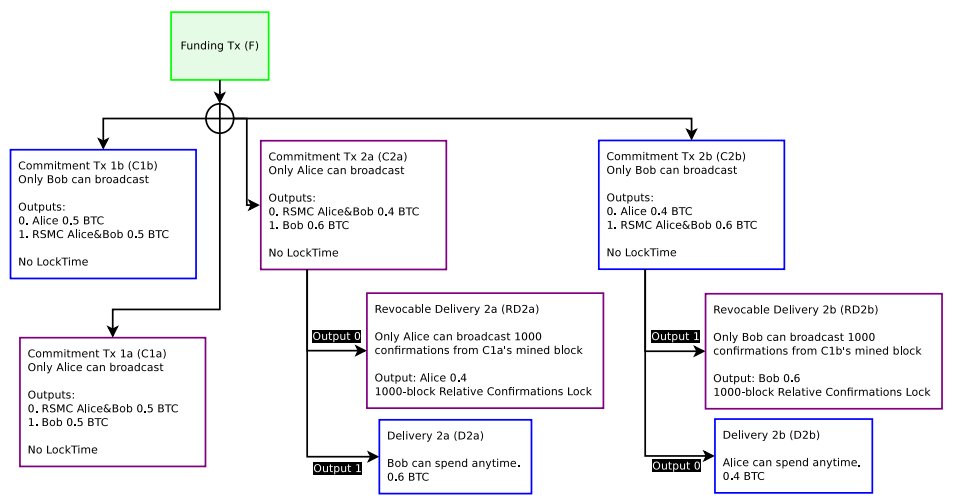 Funding Tx (F)
Commitment Tx 1b (C1b)
Only Bob can broadcast
Outputs:
0. Alice 0.5 BTC
1. RSMC Alice&Bob 0.5 BTC
No LockTime
Commitment Tx 2a (C2a)
Only Alice can broadcast
Outputs:
0. RSMC Alice&Bob 0.4 BTC
1. Bob 0.6 BTC
No LockTime
Commitment Tx 2b (C2b)
Only Bob can broadcast
Outputs:
0. Alice 0.4 BTC
1. RSMC Alice&Bob 0.6 BTC
No LockTime
Commitment Tx 1a (C1a)
Only Alice can broadcast
Outputs:
0. RSMC Alice&Bob 0.5 BTC
1. Bob 0.5 BTC
No LockTime
Output 0
Revocable Delivery 2a (RD2a)
Only Alice can broadcast 1000
confirmations from C1a's mined block
Output: Alice 0.4
1000-block Relative Confirmations Lock
Output 1
Delivery 2a (D2a)
Bob can spend anytime.
0.6 BTC
Output 1
Revocable Delivery 2b (RD2b)
Only Bob can broadcast 1000
confirmations from C1b's mined block
Output: Bob 0.6
1000-block Relative Confirmations Lock
Output 0
Delivery 2b (D2b)
Alice can spend anytime.
0.4 BTC